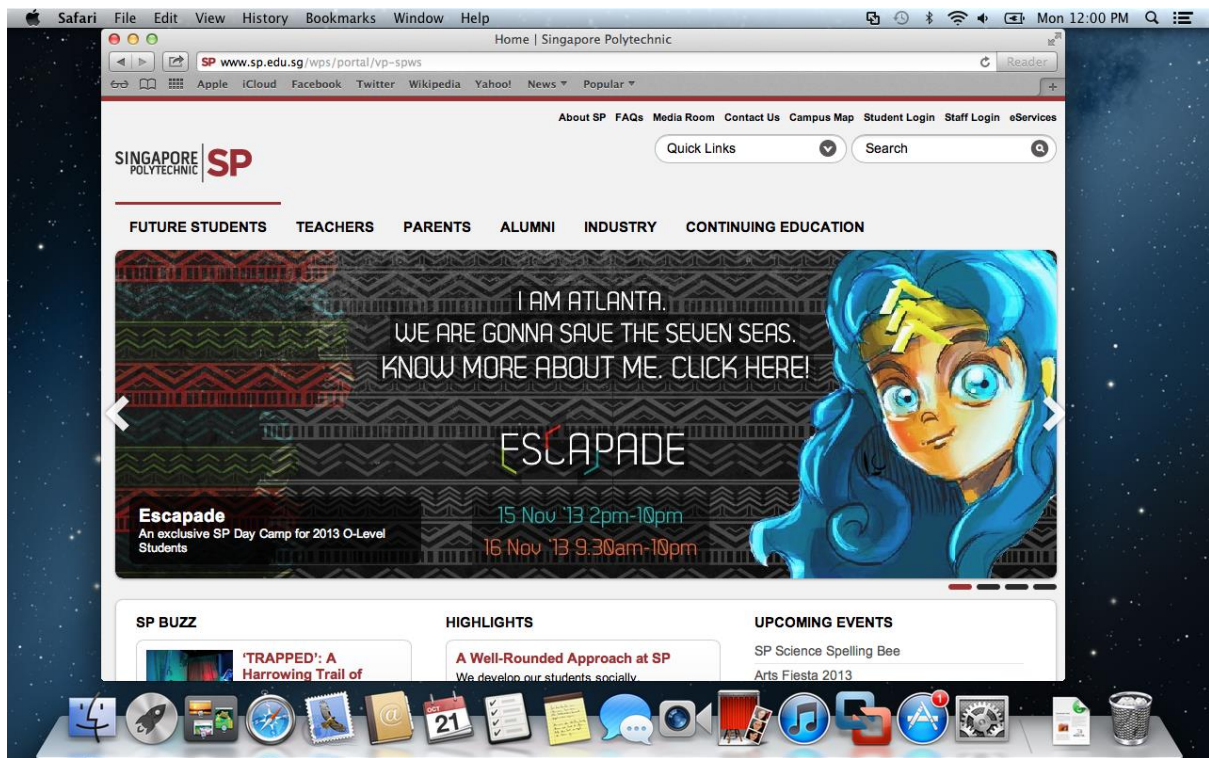 Safari File Edit View History Bookmarks Window Help Mon 12:00 PM
Home | Singapore Polytechnic
SP www.sp.edu.sg/wps/portal/vp-spws Reader
Apple iCloud Facebook Twitter Wikipedia Yahoo! News Popular
About SP FAQs Media Room Contact Us Campus Map Student Login Staff Login eServices
Quick Links Search
SINGAPORE POLYTECHNIC SP
FUTURE STUDENTS TEACHERS PARENTS ALUMNI INDUSTRY CONTINUING EDUCATION
I AM ATLANTA.
WE ARE GONNA SAVE THE SEVEN SEAS.
KNOW MORE ABOUT ME. CLICK HERE!
ESCAPADE
15 Nov '13 2pm-10pm
16 Nov '13 9.30am-10pm
Escapade
An exclusive SP Day Camp for 2013 O-Level
Students
SP BUZZ
'TRAPPED': A
Harrowing Trail of
HIGHLIGHTS
A Well-Rounded Approach at SP
We develop our students socially,
UPCOMING EVENTS
SP Science Spelling Bee
Arts Fiesta 2013
OCT
21
1